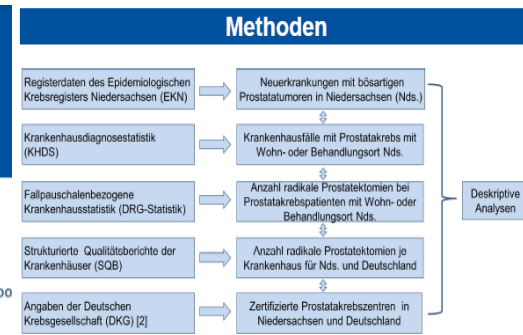 Methoden
Registerdaten des Epidemiologischen
Krebsregisters Niedersachsen (EKN)
Neuerkrankungen mit bösartigen
Prostatatumoren in Niedersachsen (Nds.)
Krankenhausdiagnosestatistik
(KHDS)
Krankenhausfälle mit Prostatakrebs mit
Wohn- oder Behandlungsort Nds.
Fallpauschalenbezogene
Krankenhausstatistik (DRG-Statistik)
Anzahl radikale Prostatektomien bei
Prostatakrebspatienten mit Wohn- oder
Behandlungsort Nds.
Deskriptive
Analysen
Strukturierte Qualitätsberichte der
Krankenhäuser (SQB)
Anzahl radikale Prostatektomien je
Krankenhaus für Nds. und Deutschland
Angaben der Deutschen
Krebsgesellschaft (DKG) [2]
Zertifizierte Prostatakrebszentren in
Niedersachsen und Deutschland